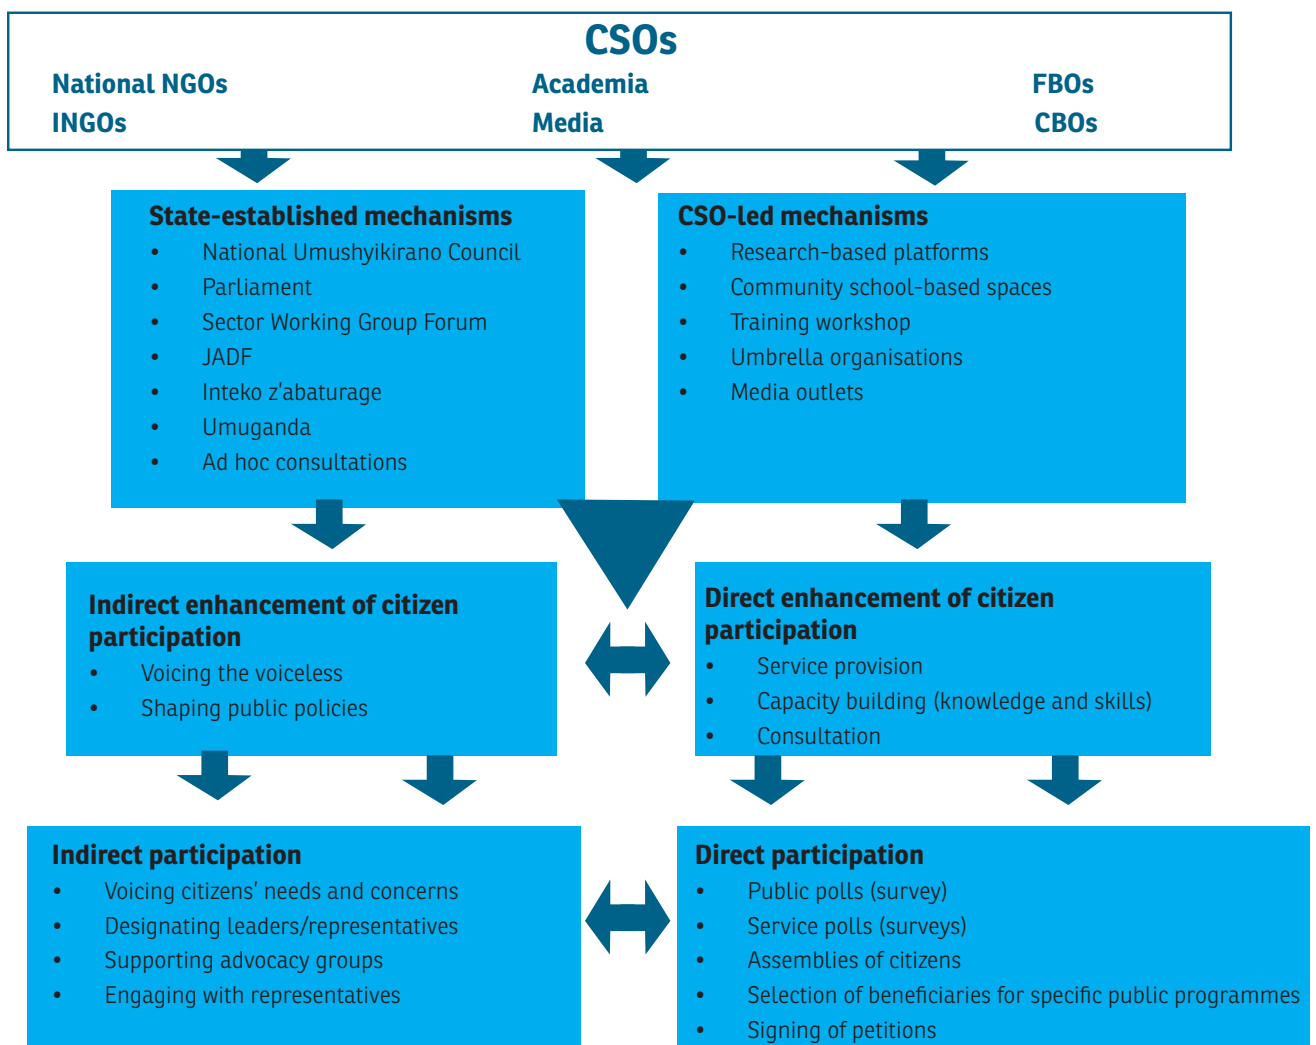 CSOs
National NGOs Academia FBOs
INGOs Media CBOs
State-established mechanisms
• National Umushyikirano Council
• Parliament
• Sector Working Group Forum
• JADF
• Inteko z'abaturage
• Umuganda
• Ad hoc consultations
CSO-led mechanisms
• Research-based platforms
• Community school-based spaces
• Training workshop
• Umbrella organisations
• Media outlets
Indirect enhancement of citizen
participation
• Voicing the voiceless
• Shaping public policies
Direct enhancement of citizen
participation
• Service provision
• Capacity building (knowledge and skills)
• Consultation
Indirect participation
• Voicing citizens’ needs and concerns
• Designating leaders/representatives
• Supporting advocacy groups
• Engaging with representatives
Direct participation
• Public polls (survey)
• Service polls (surveys)
• Assemblies of citizens
• Selection of beneficiaries for specific public programmes
• Signing of petitions